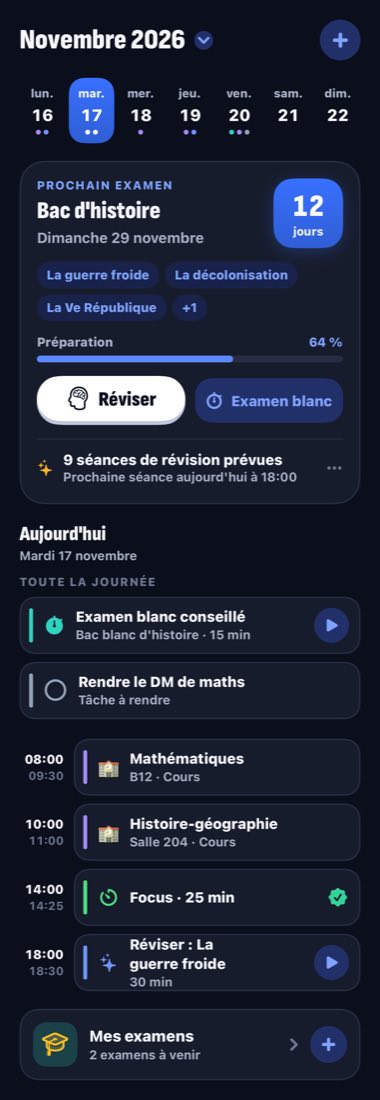 Novembre 2026
lun. mar. mer. jeu. ven. sam. dim.
16 17 18 19 20 21 22
PROCHAIN EXAMEN
Bac d'histoire
Dimanche 29 novembre
12
jours
La guerre froide
La décolonisation
La Ve République
+1
Préparation
64 %
Réviser
Examen blanc
9 séances de révision prévues
Prochaine séance aujourd'hui à 18:00
Aujourd'hui
Mardi 17 novembre
TOUTE LA JOURNÉE
Examen blanc conseillé
Bac blanc d'histoire · 15 min
Rendre le DM de maths
Tâche à rendre
08:00
09:30
Mathématiques
B12 · Cours
10:00
11:00
Histoire-géographie
Salle 204 · Cours
14:00
14:25
Focus · 25 min
18:00
18:30
Réviser : La
guerre froide
30 min
Mes examens
2 examens à venir